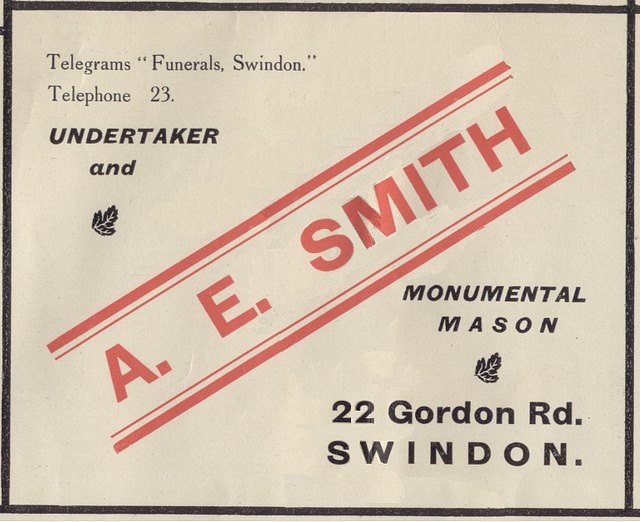 Telegrams "Funerals, Swindon."
Telephone 23.
UNDERTAKER
and
A. E. SMITH
MONUMENTAL
MASON
22 Gordon Rd.
SWINDON.